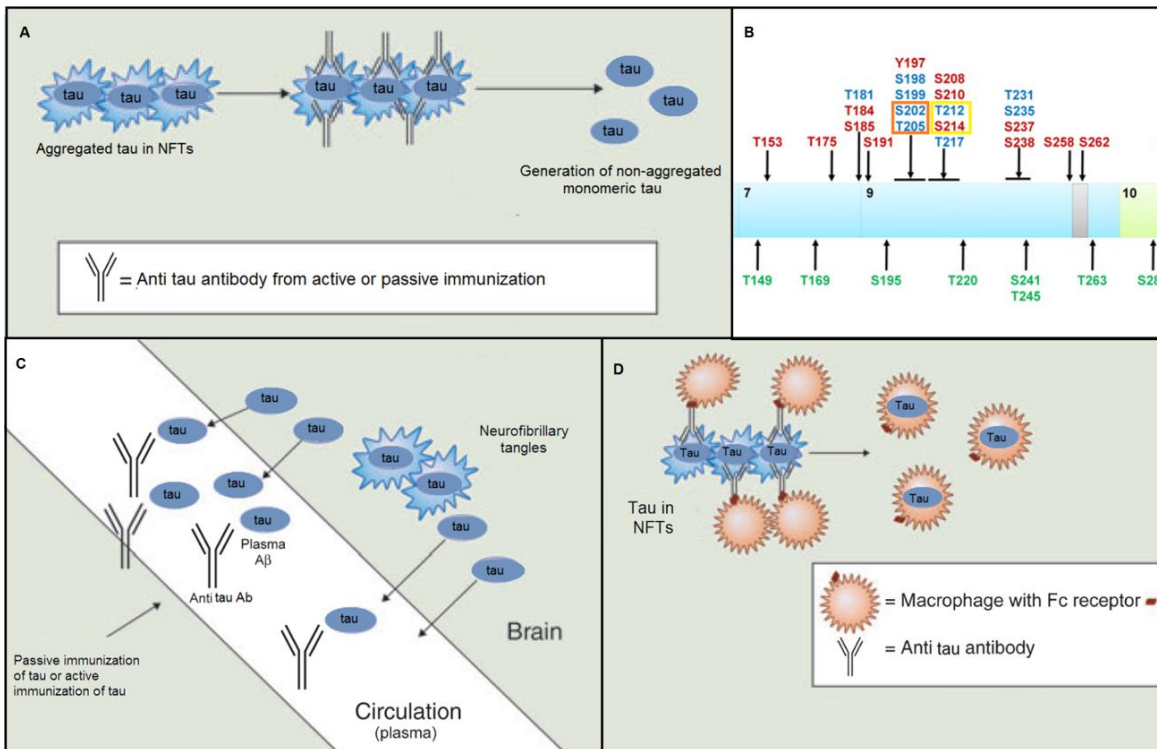 A
tau
tau
tau
tau
tau
tau
tau
tau
tau
Aggregated tau in NFTs
Generation of non-aggregated
monomeric tau
= Anti tau antibody from active or passive immunization
B
Y197
S198
S199
S202
T205
S208
S210
T212
S214
T217
T181
T184
S185
T231
S235
S237
S238
T153
T175
S191
S258
S262
7
9
10
T149
T169
S195
T220
S241
T245
T263
S28
C
tau
tau
tau
tau
tau
tau
Neurofibrillary
tangles
tau
tau
tau
Plasma
Aβ
Anti tau Ab
tau
tau
Brain
Passive immunization
of tau or active
immunization of tau
Circulation
(plasma)
D
Tau
Tau
Tau
Tau
Tau
Tau
Tau in
NFTs
= Macrophage with Fc receptor
= Anti tau antibody